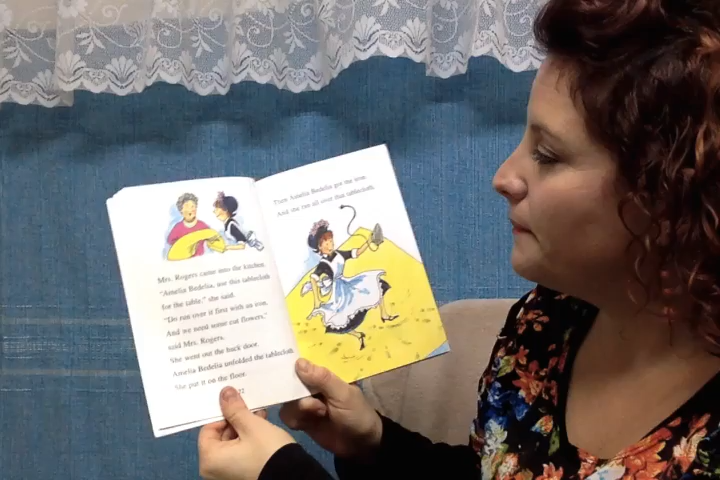 Mrs. Rogers came into the kitchen.
"Amelia Bedelia, use this tablecloth
for the table," she said.
"Do run over it first with an iron.
And we need some cut flowers,"
said Mrs. Rogers.
She went out the back door.
Amelia Bedelia unfolded the tablecloth.
She put it on the floor.
22
Then Amelia Bedelia got the iron.
And she ran all over that tablecloth.